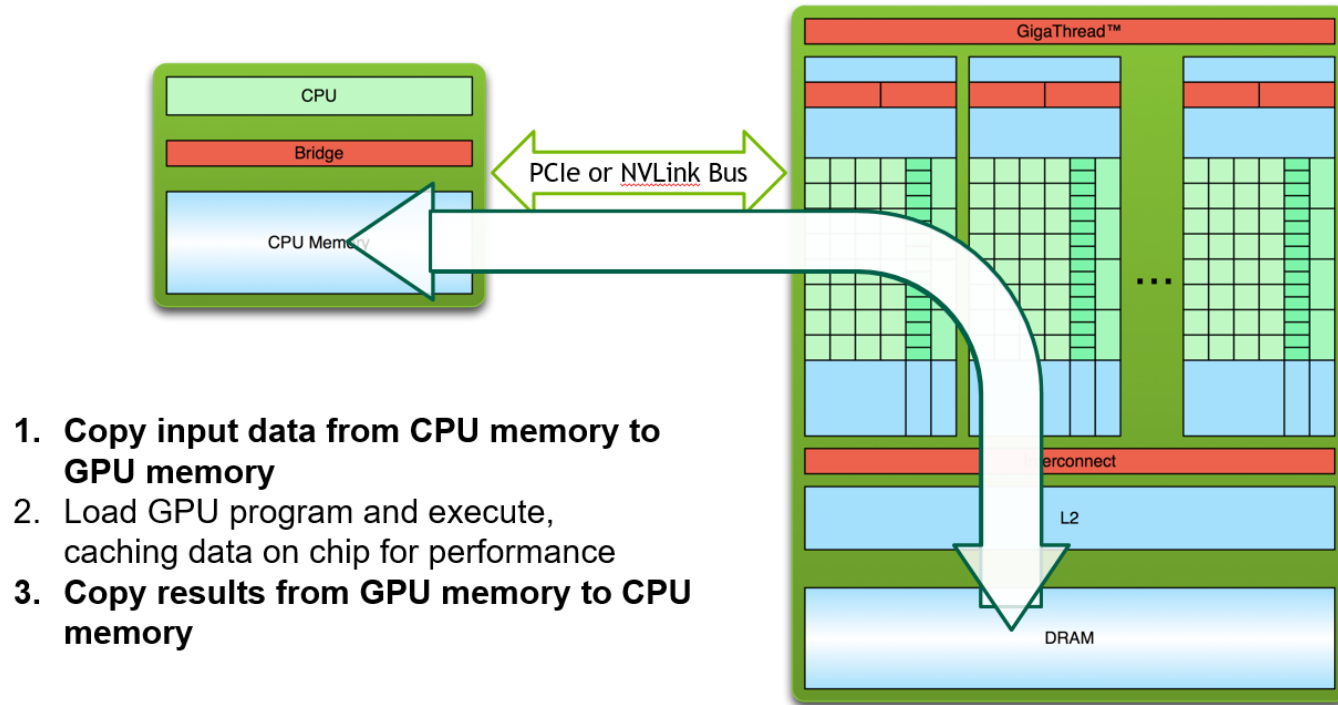 GigaThread™
CPU
Bridge
PCIe or NVLink Bus
CPU Memory
1. Copy input data from CPU memory to
GPU memory
2. Load GPU program and execute,
caching data on chip for performance
3. Copy results from GPU memory to CPU
memory
...
erconnect
L2
DRAM